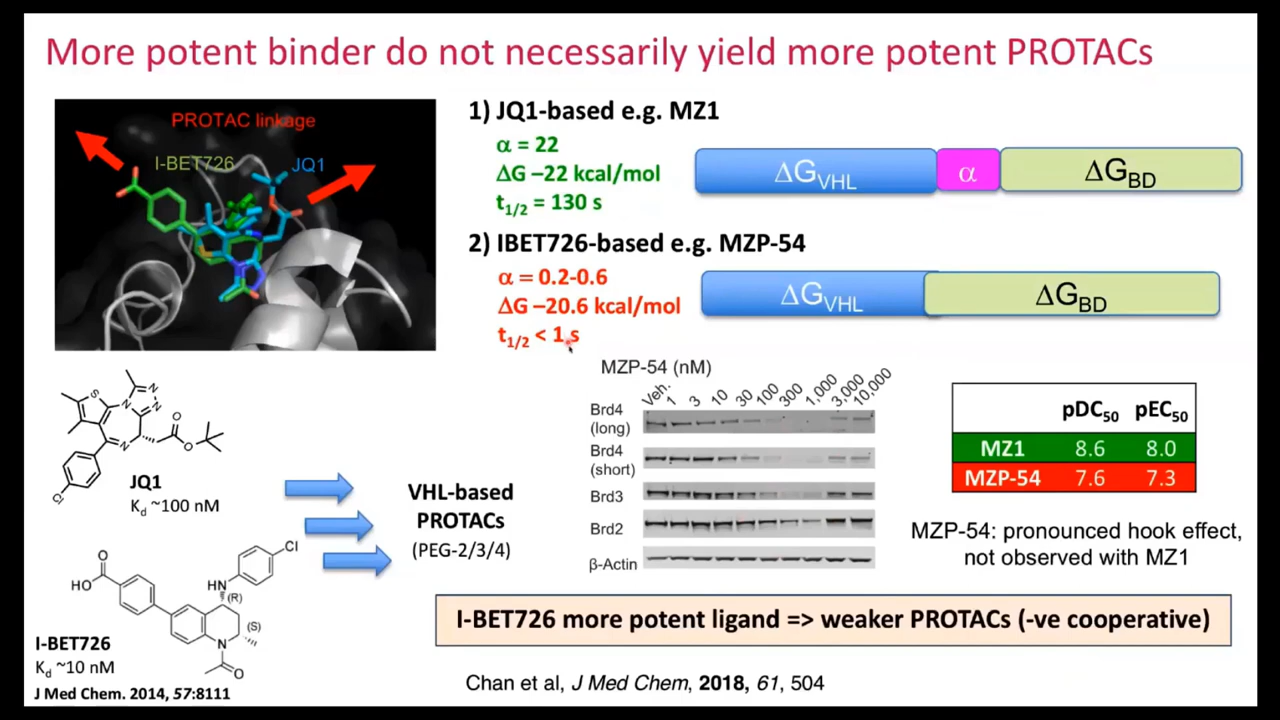 More potent binder do not necessarily yield more potent PROTACs
PROTAC linkage
I-BET726
JQ1
1) JQ1-based e.g. MZ1
α = 22
ΔG –22 kcal/mol
t1/2 = 130 s
ΔGVHL
α
ΔGBD
2) IBET726-based e.g. MZP-54
α = 0.2-0.6
ΔG –20.6 kcal/mol
t1/2 < 1 s
ΔGVHL
ΔGBD
S
N
N
N
N
O
O
Cl
JQ1
Kd ~100 nM
O
HO
Cl
HN
(R)
(S)
N
O
I-BET726
Kd ~10 nM
J Med Chem. 2014, 57:8111
VHL-based
PROTACs
(PEG-2/3/4)
MZP-54 (nM)
Veh. 1 3 10 30 100 300 1,000 3,000 10,000
Brd4
(long)
Brd4
(short)
Brd3
Brd2
β-Actin
pDC50 pEC50
MZ1 8.6 8.0
MZP-54 7.6 7.3
MZP-54: pronounced hook effect,
not observed with MZ1
I-BET726 more potent ligand => weaker PROTACs (-ve cooperative)
Chan et al, J Med Chem, 2018, 61, 504